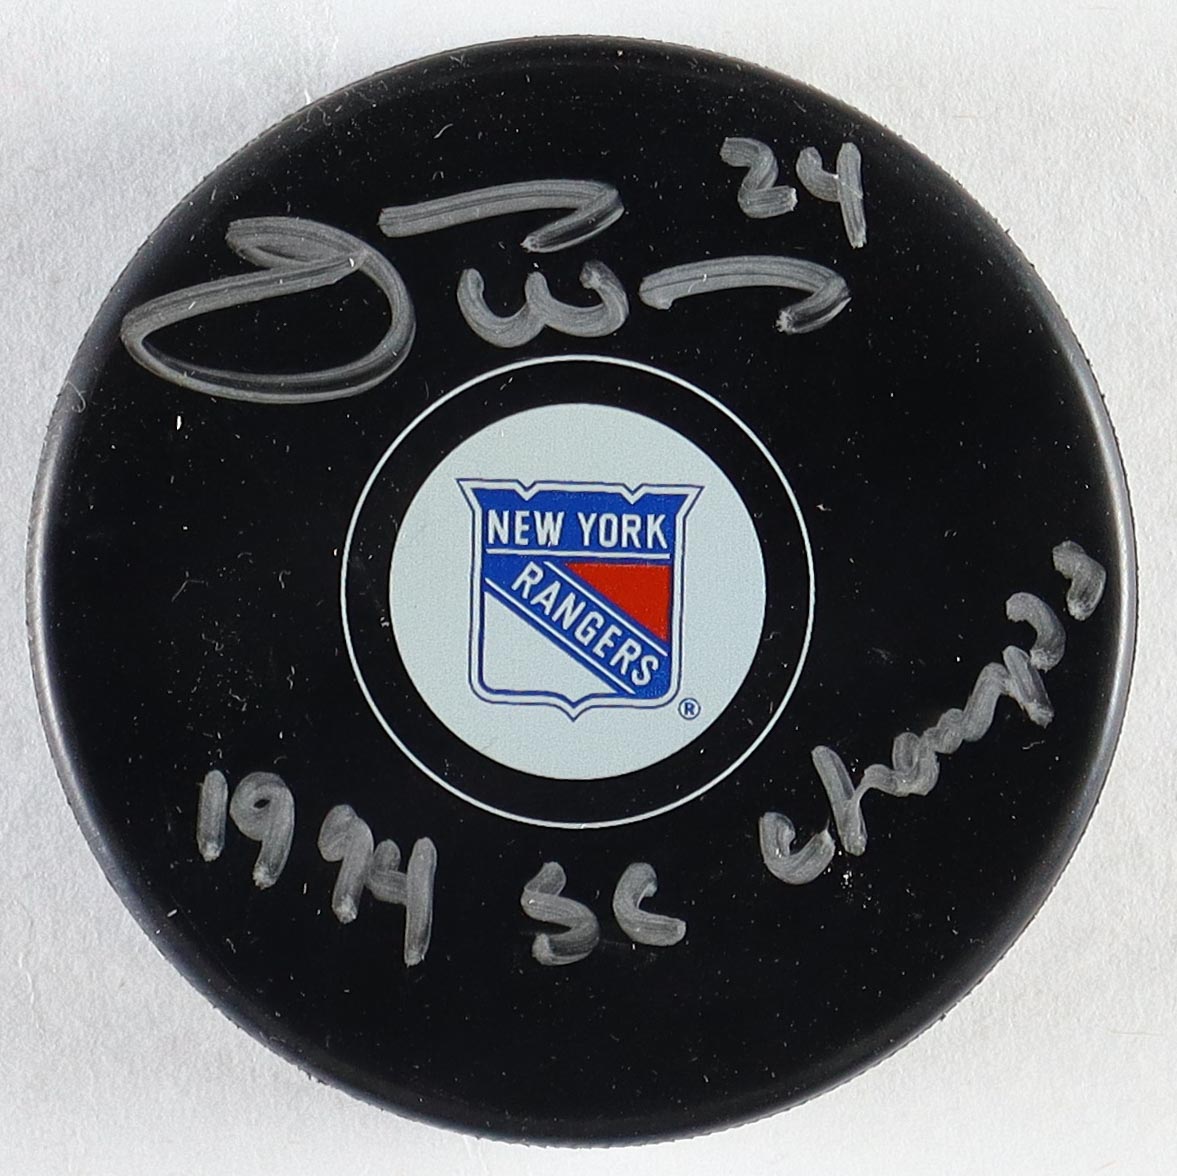 24
NEW YORK
RANGERS
®
1994 SC Champs